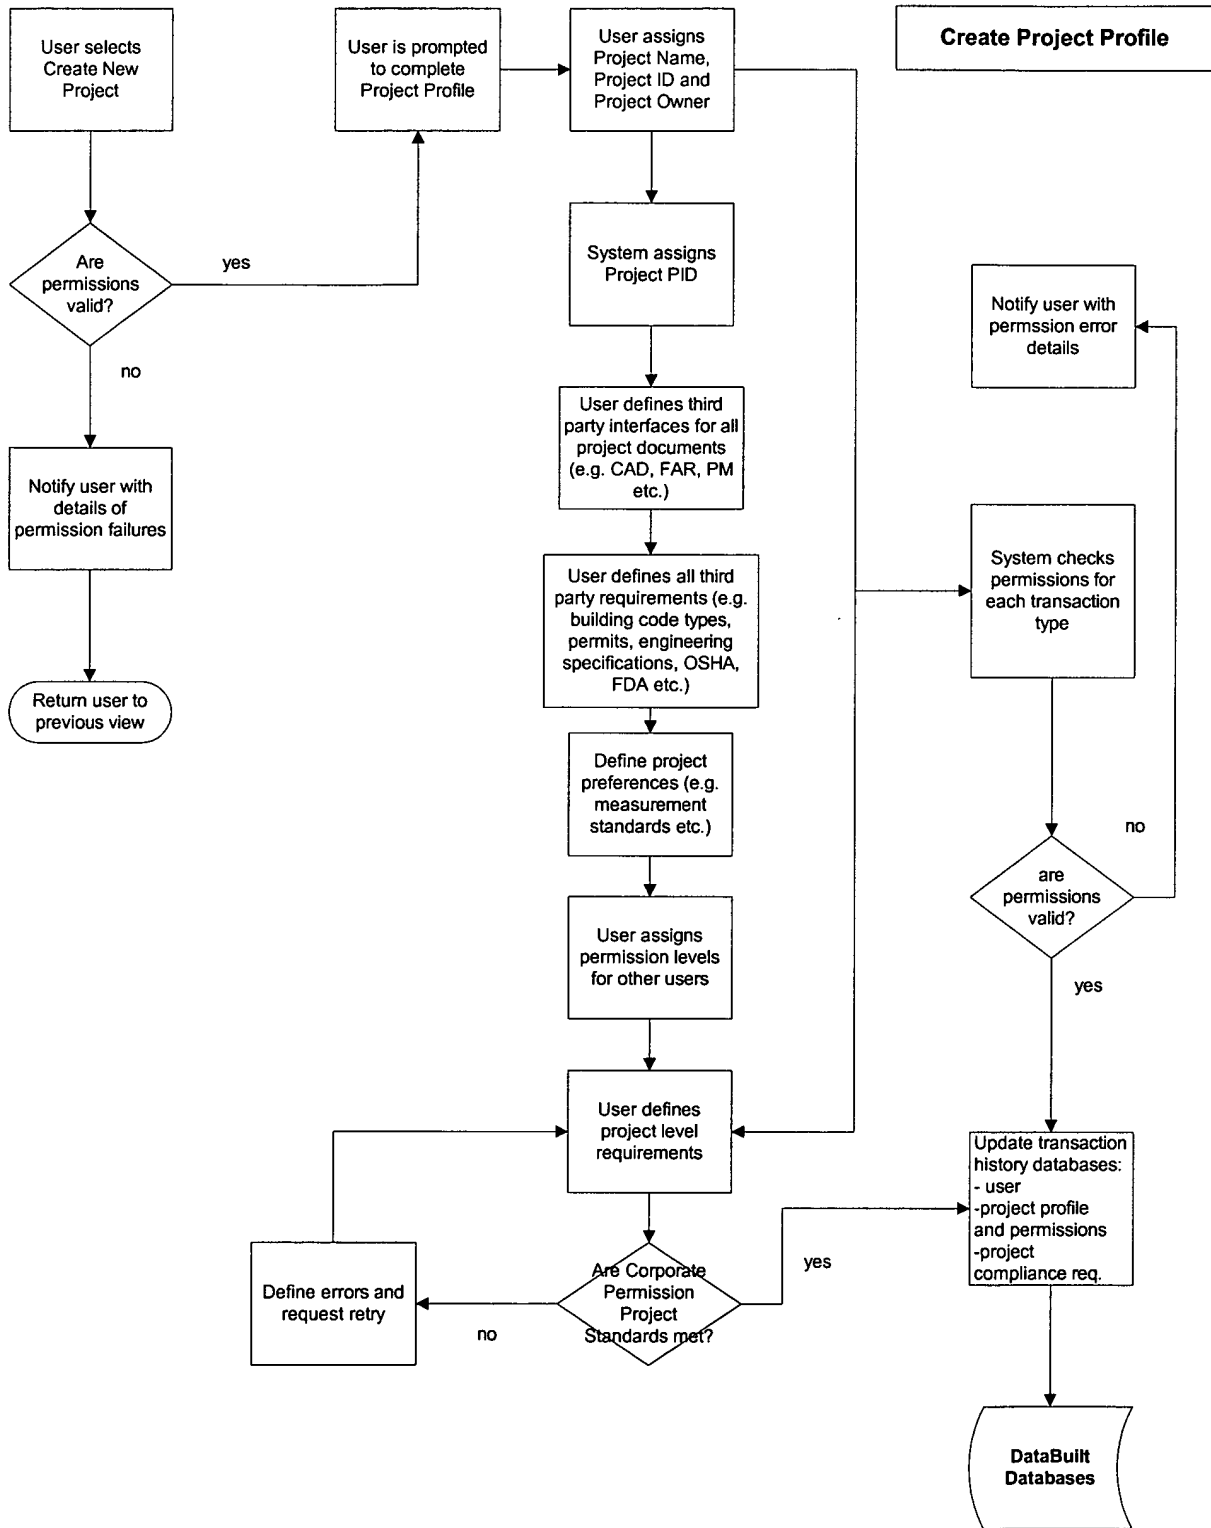 Create Project Profile
User selects
Create New
Project
User is prompted
to complete
Project Profile
User assigns
Project Name,
Project ID and
Project Owner
Are
permissions
valid?
yes
no
Notify user with
details of
permission failures
Return user to
previous view
System assigns
Project PID
User defines third
party interfaces for all
project documents
(e.g. CAD, FAR, PM
etc.)
User defines all third
party requirements (e.g.
building code types,
permits, engineering
specifications, OSHA,
FDA etc.)
Define project
preferences (e.g.
measurement
standards etc.)
User assigns
permission levels
for other users
User defines
project level
requirements
Are Corporate
Permission
Project
Standards met?
no
yes
Define errors and
request retry
Notify user with
permssion error
details
System checks
permissions for
each transaction
type
are
permissions
valid?
no
yes
Update transaction
history databases:
- user
-project profile
and permissions
-project
compliance req.
DataBuilt
Databases